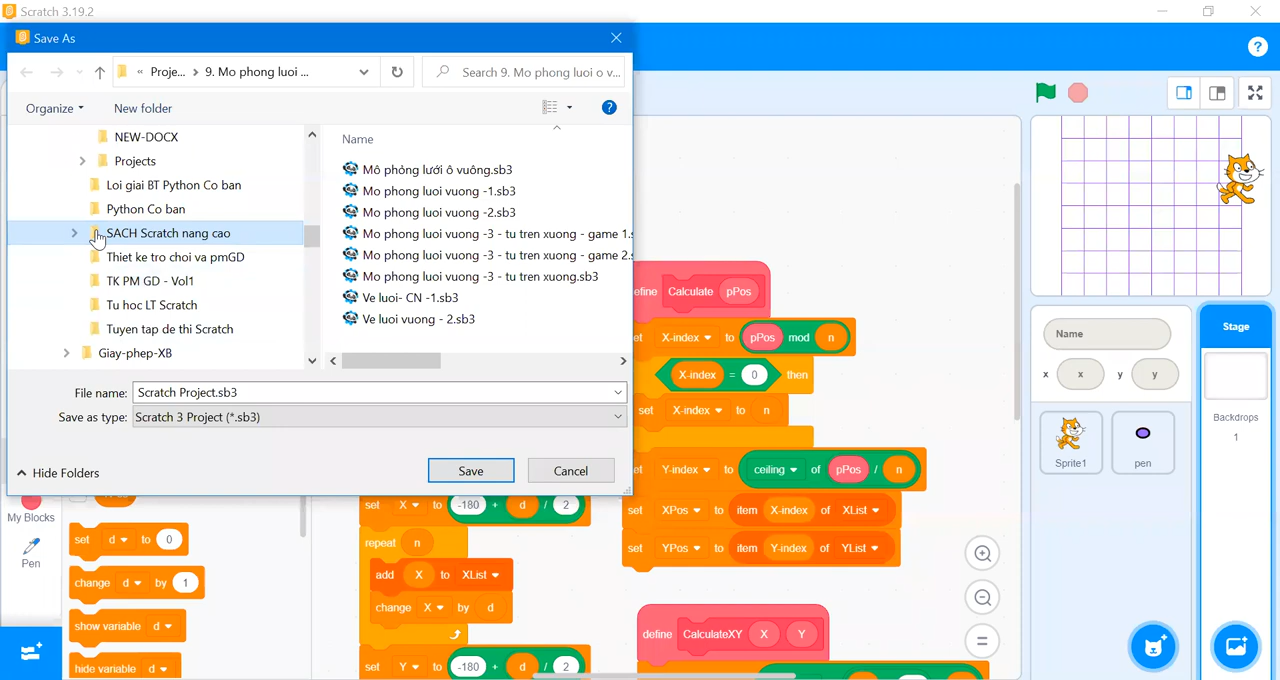 Scratch 3.19.2
Save As
« Proje... > 9. Mo phong luoi ...
Search 9. Mo phong luoi o v...
Organize
New folder
NEW-DOCX
Projects
Loi giai BT Python Co ban
Python Co ban
SACH Scratch nang cao
Thiet ke tro choi va pmGD
TK PM GD - Vol1
Tu hoc LT Scratch
Tuyen tap de thi Scratch
Giay-phep-XB
Name
Mô phỏng lưới ô vuông.sb3
Mo phong luoi vuong -1.sb3
Mo phong luoi vuong -2.sb3
Mo phong luoi vuong -3 - tu tren xuong - game 1.s
Mo phong luoi vuong -3 - tu tren xuong - game 2.s
Mo phong luoi vuong -3 - tu tren xuong.sb3
Ve luoi- CN -1.sb3
Ve luoi vuong - 2.sb3
File name: Scratch Project.sb3
Save as type: Scratch 3 Project (*.sb3)
Hide Folders
Save
Cancel
My Blocks
Pen
set d to 0
change d by 1
show variable d
hide variable d
set X to -180 + d / 2
repeat n
add X to XList
change X by d
set Y to -180 + d / 2
efine Calculate pPos
et X-index to pPos mod n
X-index = 0 then
set X-index to n
et Y-index to ceiling of pPos / n
set XPos to item X-index of XList
set YPos to item Y-index of YList
define CalculateXY X Y
Name
x x y y
Sprite1
pen
Stage
Backdrops
1